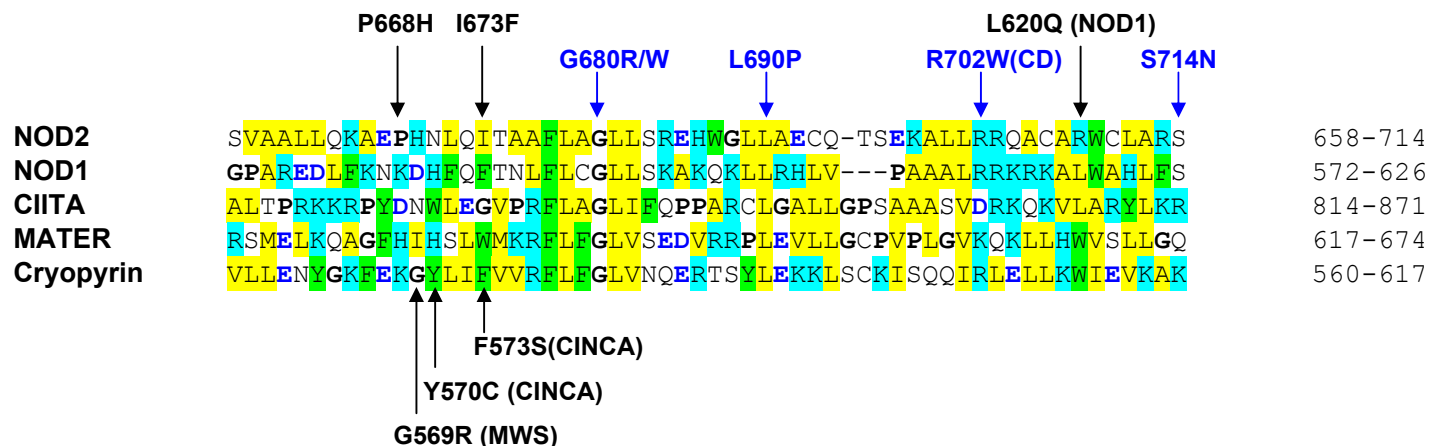 P668H I673F L620Q (NOD1)
G680R/W L690P R702W(CD) S714N
NOD2 SVAALLQKAEPHNLQITAAFLAGLLSREHWGLLAECQ-TSEKALLRRQACARWCLARS 658-714
NOD1 GPAREDLFKNKDHFQFTNLFLCGLLSKAKQKLLRHLV---PAAALRRKRKALWAHLFS 572-626
CIITA ALTPRKKRPYDNWLEGVPRFLAGLIFQPPARCLGALLGPSAAASVDRKQKVLARYLKR 814-871
MATER RSMELKQAGFHIHSLWMKRFLFGLVSEDVRRPLEVLLGCPVPLGVKQKLLHWVSLLGQ 617-674
Cryopyrin VLLENYGKFEKGYLIFVVRFLFGLVNQERTSYLEKKLSCKISQQIRLELLKWIEVKAK 560-617
F573S(CINCA)
Y570C (CINCA)
G569R (MWS)